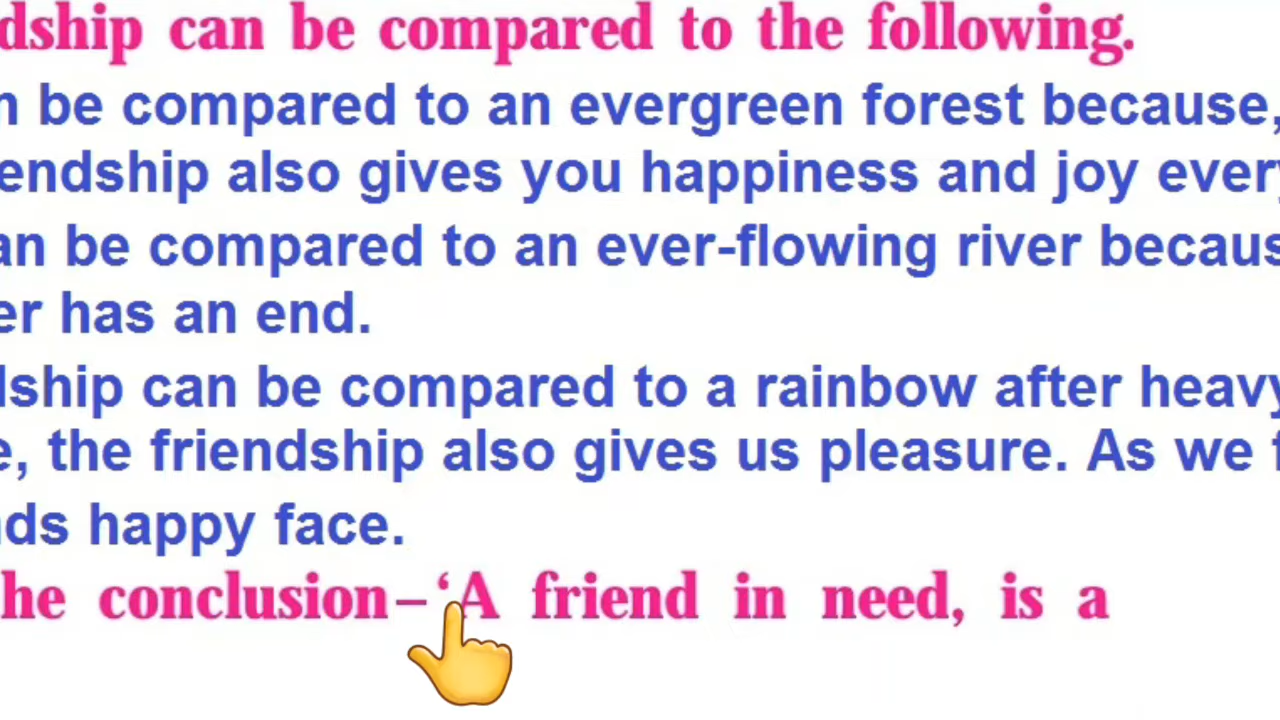 dship can be compared to the following.
n be compared to an evergreen forest because,
endship also gives you happiness and joy every
an be compared to an ever-flowing river becaus
er has an end.
lship can be compared to a rainbow after heavy
e, the friendship also gives us pleasure. As we f
nds happy face.
he conclusion – ‘A friend in need, is a